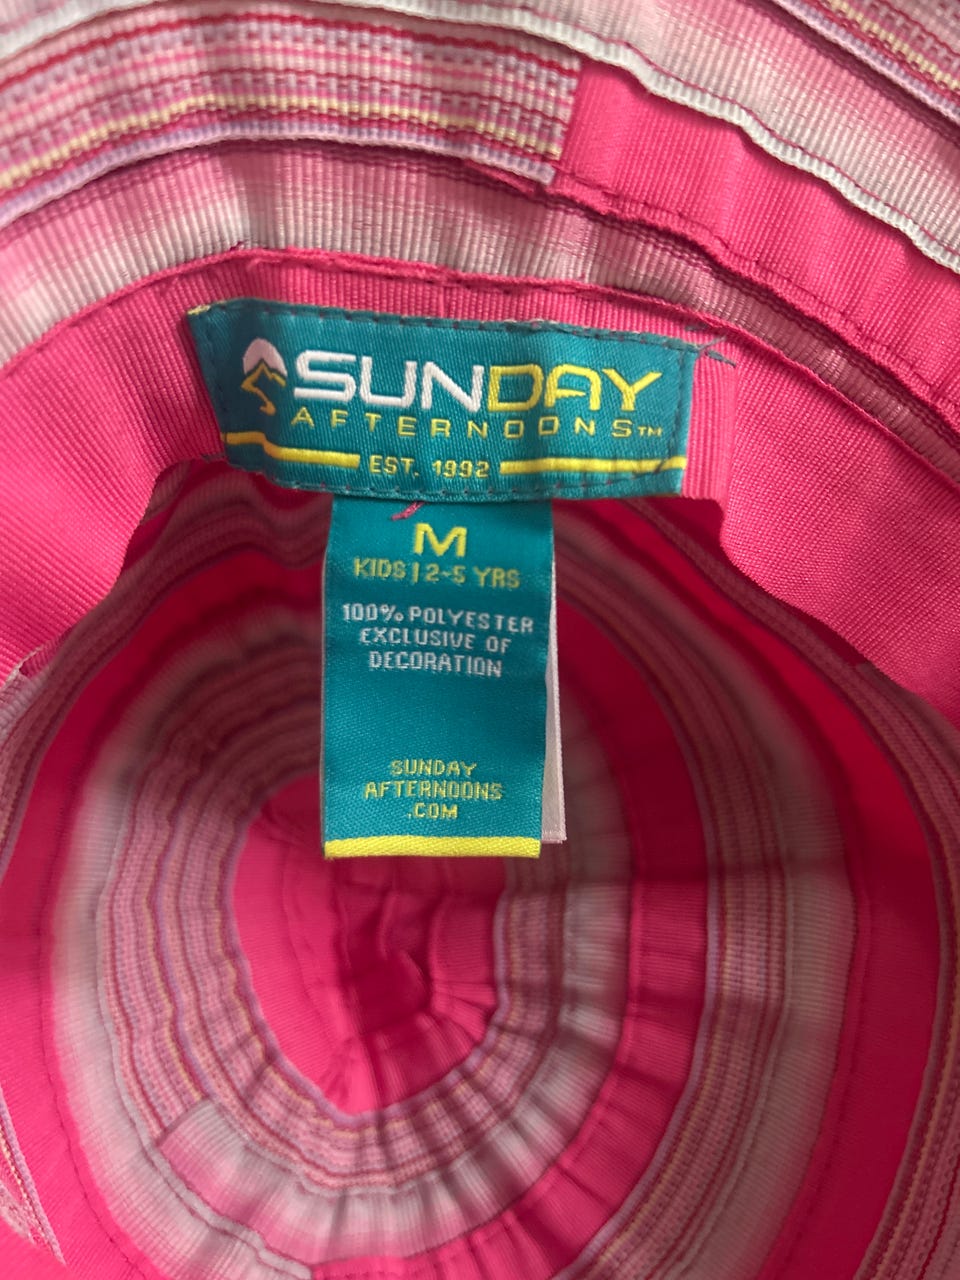 SUNDAY
AFTERNOONS™
EST. 1992
M
KIDS | 2-5 YRS
100% POLYESTER
EXCLUSIVE OF
DECORATION
SUNDAY
AFTERNOONS
.COM